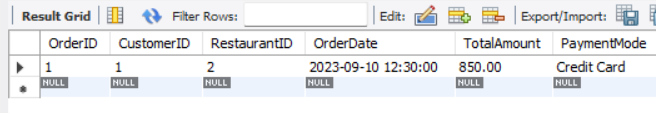 Result Grid Filter Rows: Edit: Export/Import:
OrderID CustomerID RestaurantID OrderDate TotalAmount PaymentMode
1 1 2 2023-09-10 12:30:00 850.00 Credit Card
NULL NULL NULL NULL NULL NULL